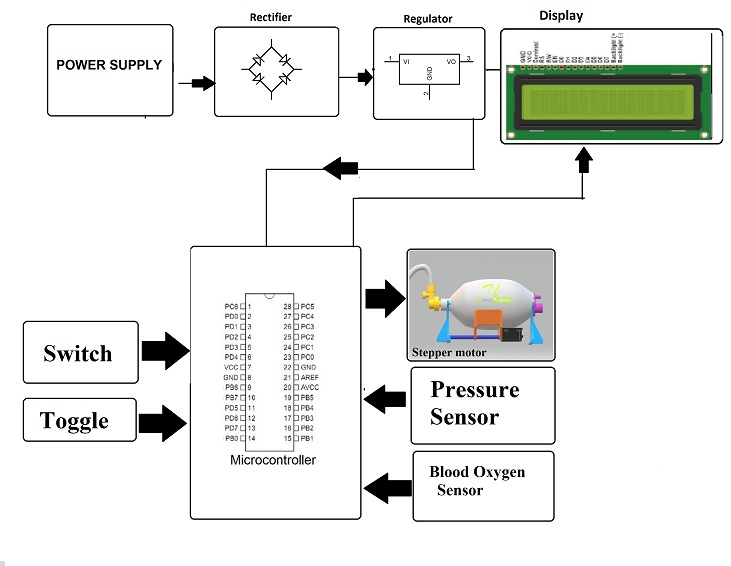 Rectifier
Regulator
Display
POWER SUPPLY
1
VI
VO
3
GND
2
GND
VCC
Contrast
RS
RW
EN
D0
D1
D2
D3
D4
D5
D6
D7
Backlight (+
Backlight (-)
PC6 1 28 PC5
PD0 2 27 PC4
PD1 3 26 PC3
PD2 4 25 PC2
PD3 5 24 PC1
PD4 6 23 PC0
VCC 7 22 GND
GND 8 21 AREF
PB6 9 20 AVCC
PB7 10 19 PB5
PD5 11 18 PB4
PD6 12 17 PB3
PD7 13 16 PB2
PB0 14 15 PB1
Microcontroller
Switch
Toggle
Stepper motor
Pressure
Sensor
Blood Oxygen
Sensor